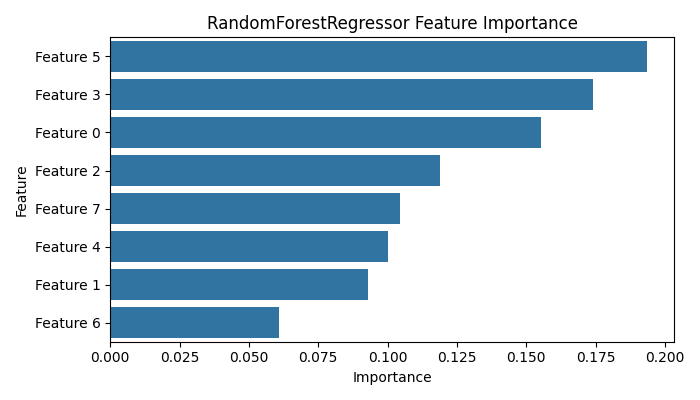 RandomForestRegressor Feature Importance
Feature
Feature 5
Feature 3
Feature 0
Feature 2
Feature 7
Feature 4
Feature 1
Feature 6
0.000 0.025 0.050 0.075 0.100 0.125 0.150 0.175 0.200
Importance